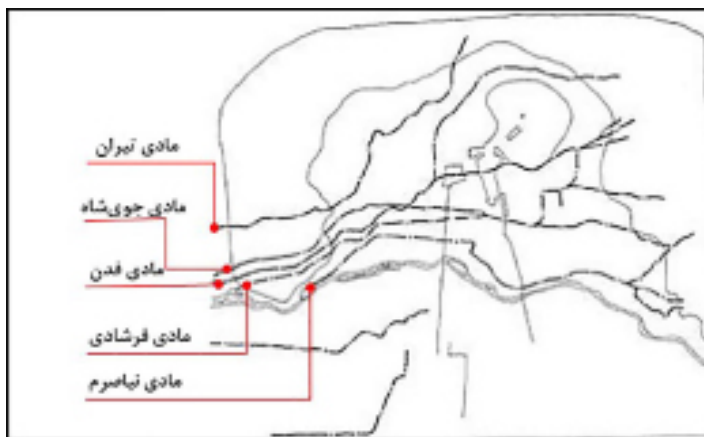 مادی تیران
مادی جوی‌شاه
مادی فدن
مادی فرشادی
مادی نیاصرم